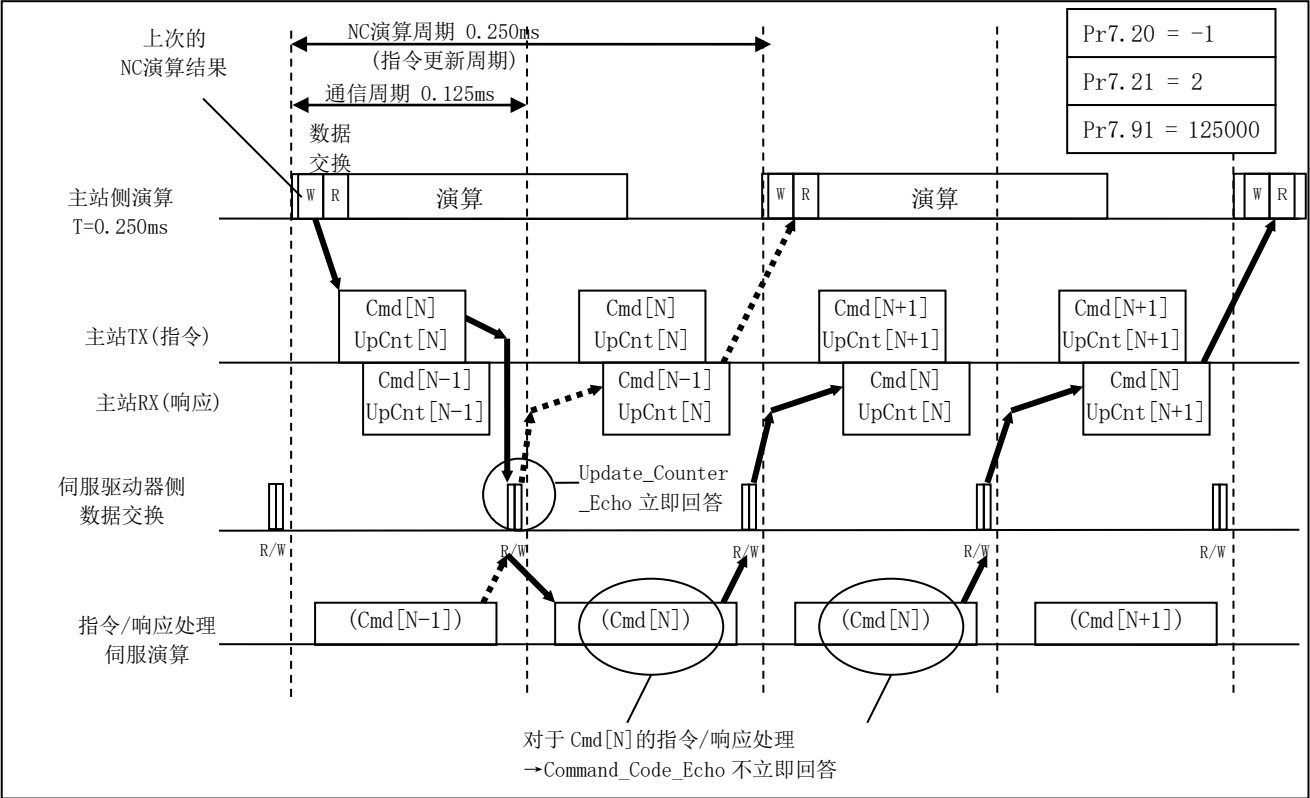 上次的
NC演算结果
NC演算周期 0.250ms
(指令更新周期)
通信周期 0.125ms
数据
交换
Pr7.20 = -1
Pr7.21 = 2
Pr7.91 = 125000
主站侧演算
T=0.250ms
W R 演算 W R 演算 W R
主站TX(指令)
Cmd[N] Cmd[N] Cmd[N+1] Cmd[N+1]
UpCnt[N] UpCnt[N] UpCnt[N+1] UpCnt[N+1]
主站RX(响应)
Cmd[N-1] Cmd[N-1] Cmd[N] Cmd[N]
UpCnt[N-1] UpCnt[N] UpCnt[N] UpCnt[N+1]
伺服驱动器侧
数据交换
Update_Counter
_Echo 立即回答
R/W R/W R/W R/W R/W
指令/响应处理
伺服演算
(Cmd[N-1]) (Cmd[N]) (Cmd[N]) (Cmd[N+1])
对于 Cmd[N]的指令/响应处理
→Command_Code_Echo 不立即回答